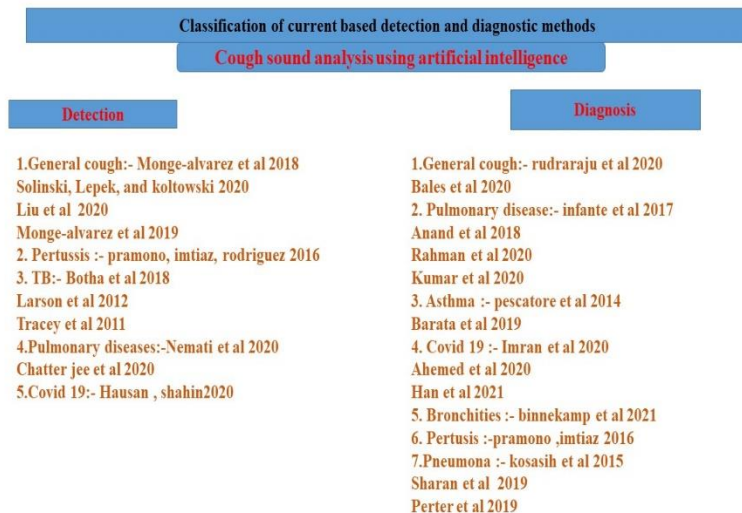 Classification of current based detection and diagnostic methods
Cough sound analysis using artificial intelligence
Detection
1.General cough:- Monge-alvarez et al 2018
Solinski, Lepek, and koltowski 2020
Liu et al 2020
Monge-alvarez et al 2019
2. Pertussis :- pramono, imtiaz, rodriguez 2016
3. TB:- Botha et al 2018
Larson et al 2012
Tracey et al 2011
4.Pulmonary diseases:-Nemati et al 2020
Chatter jee et al 2020
5.Covid 19:- Hausan , shahin2020
Diagnosis
1.General cough:- rudraraju et al 2020
Bales et al 2020
2. Pulmonary disease:- infante et al 2017
Anand et al 2018
Rahman et al 2020
Kumar et al 2020
3. Asthma :- pescatore et al 2014
Barata et al 2019
4. Covid 19 :- Imran et al 2020
Ahemed et al 2020
Han et al 2021
5. Bronchities :- binnekamp et al 2021
6. Pertusis :-pramono ,imtiaz 2016
7.Pneumona :- kosasih et al 2015
Sharan et al 2019
Perter et al 2019